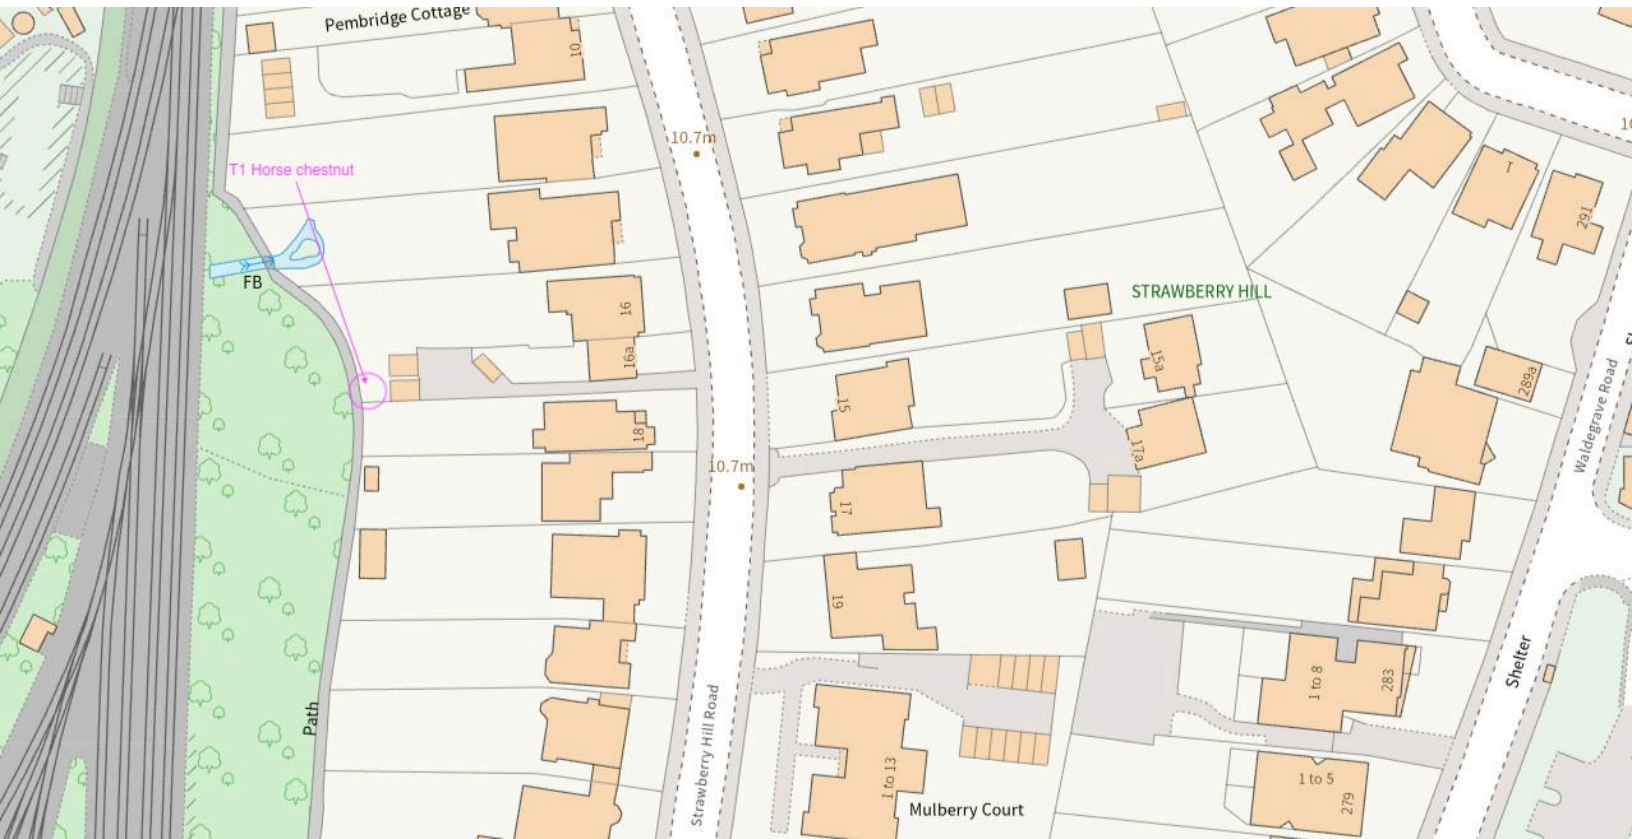 Pembridge Cottage
10
10.7m
T1 Horse chestnut
FB
16
16a
STRAWBERRY HILL
15a
15
17a
18
10.7m
17
19
291
289a
Waldegrave Road
Path
Strawberry Hill Road
Shelter
1 to 8
283
1 to 13
Mulberry Court
1 to 5
279